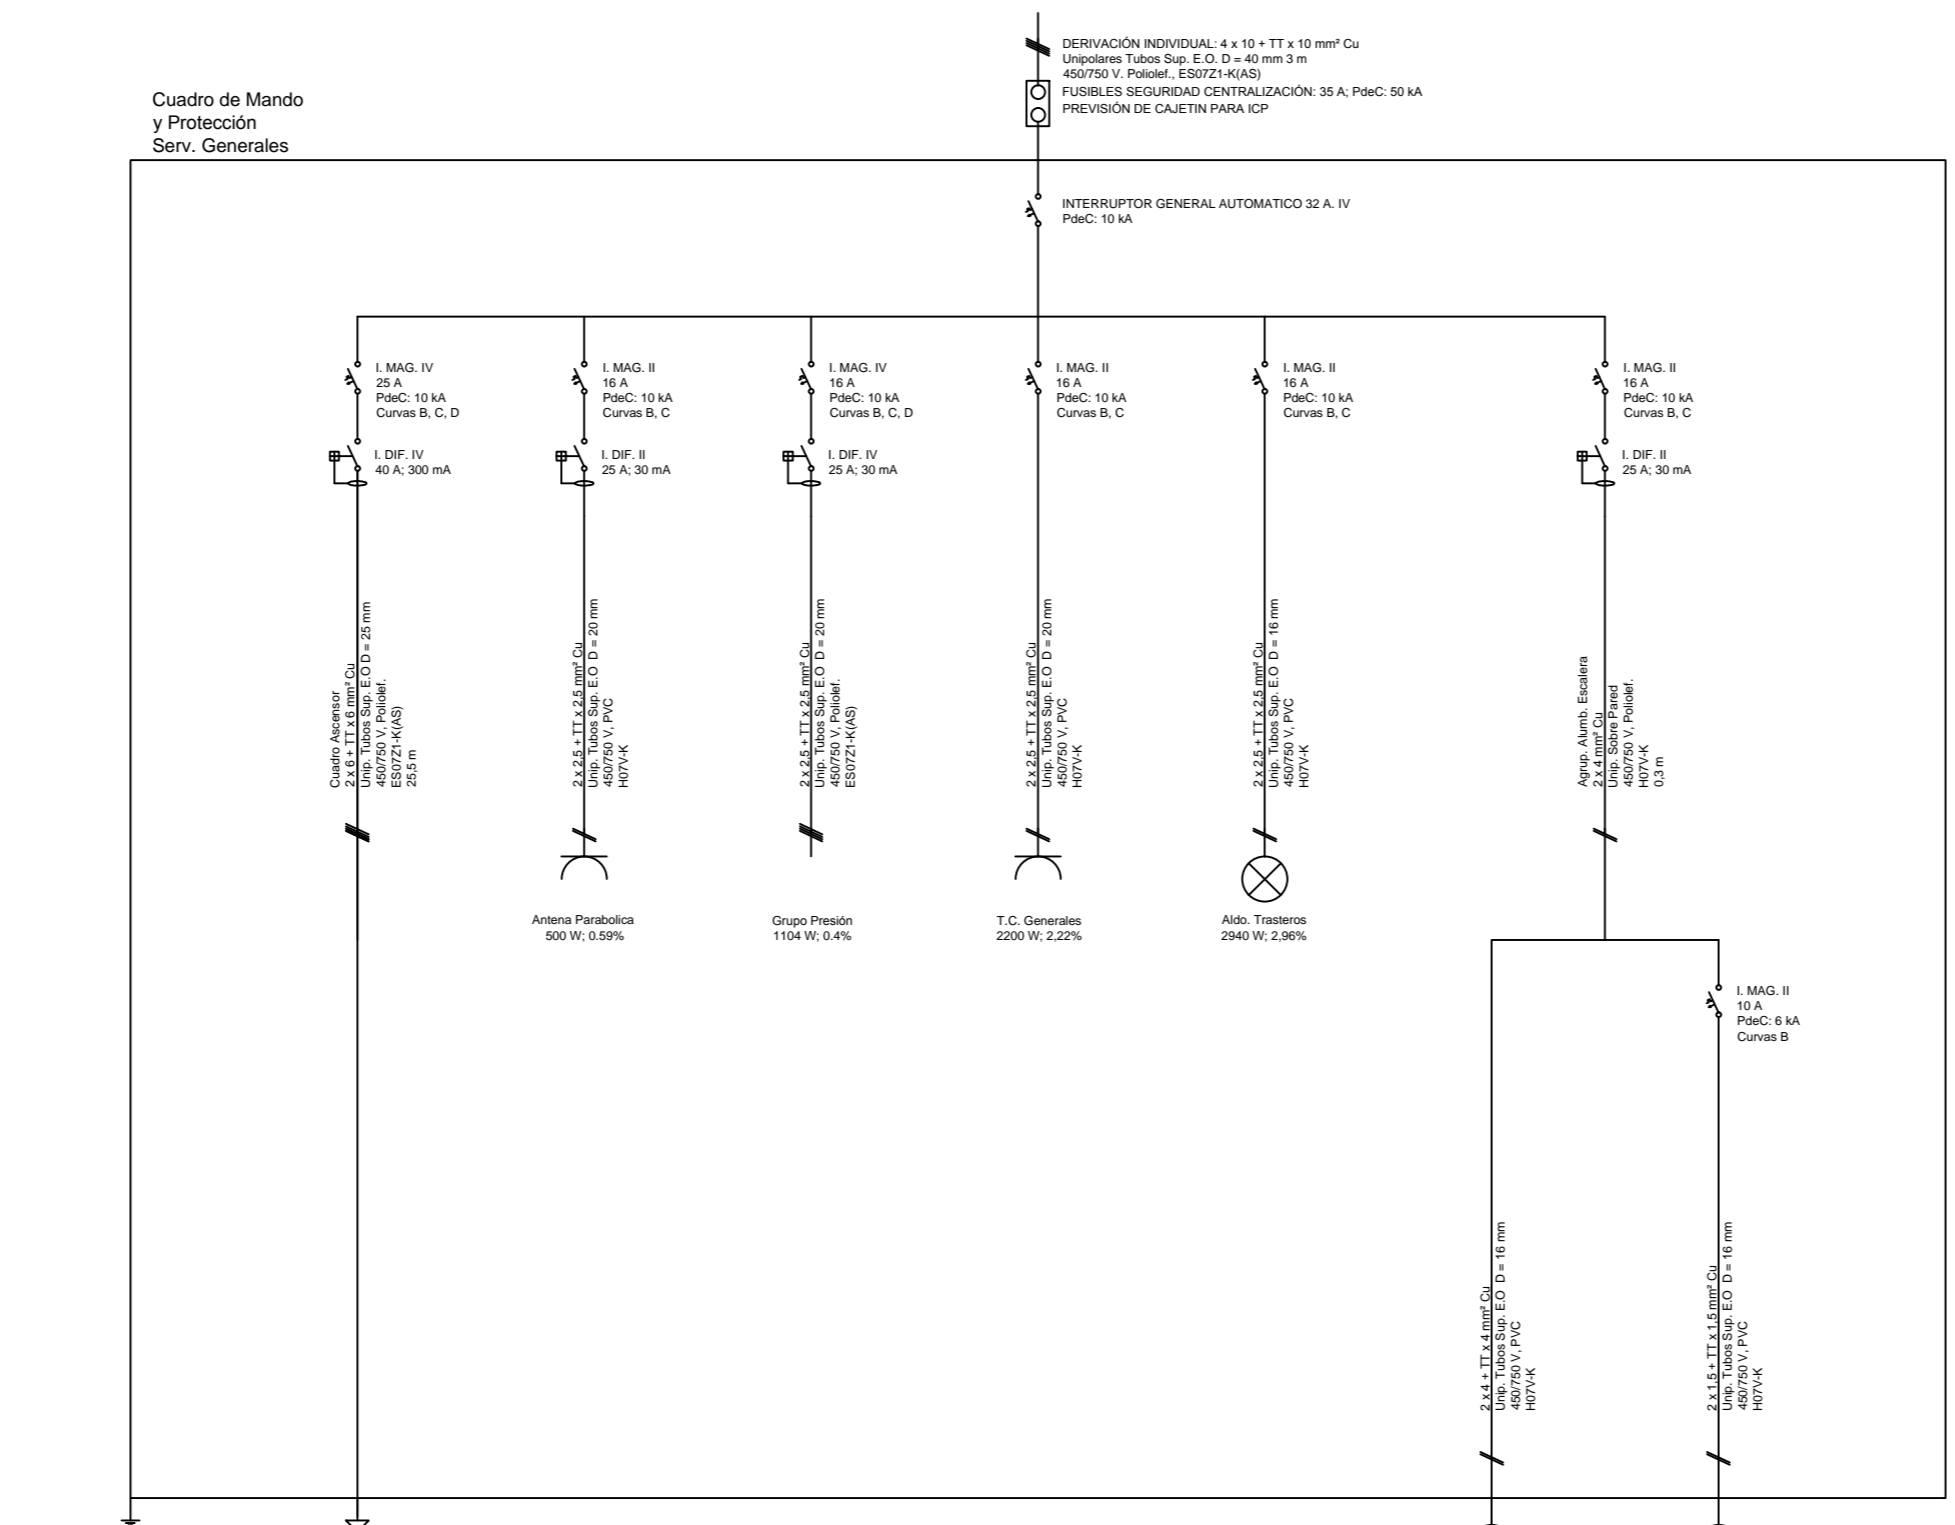 DERIVACIÓN INDIVIDUAL: 4 x 10 + TT x 10 mm² Cu
Unipolares Tubos Sup. E.O. D = 40 mm 3 m
450/750 V. Poliolef., ES07Z1-K(AS)
FUSIBLES SEGURIDAD CENTRALIZACIÓN: 35 A; PdeC: 50 kA
PREVISIÓN DE CAJETIN PARA ICP
Cuadro de Mando
y Protección
Serv. Generales
INTERRUPTOR GENERAL AUTOMATICO 32 A. IV
PdeC: 10 kA
I. MAG. IV
25 A
PdeC: 10 kA
Curvas B, C, D
I. DIF. IV
40 A; 300 mA
Cuadro Ascensor
2 x 6 + TT x 6 mm² Cu
Unip. Tubos Sup. E.O D = 25 mm
450/750 V, Poliolef.
ES07Z1-K(AS)
25,5 m
I. MAG. II
16 A
PdeC: 10 kA
Curvas B, C
I. DIF. II
25 A; 30 mA
2 x 2,5 + TT x 2,5 mm² Cu
Unip. Tubos Sup. E.O D = 20 mm
450/750 V, PVC
H07V-K
Antena Parabolica
500 W; 0.59%
I. MAG. IV
16 A
PdeC: 10 kA
Curvas B, C, D
I. DIF. IV
25 A; 30 mA
2 x 2,5 + TT x 2,5 mm² Cu
Unip. Tubos Sup. E.O D = 20 mm
450/750 V, Poliolef.
ES07Z1-K(AS)
Grupo Presión
1104 W; 0.4%
I. MAG. II
16 A
PdeC: 10 kA
Curvas B, C
2 x 2,5 + TT x 2,5 mm² Cu
Unip. Tubos Sup. E.O D = 20 mm
450/750 V, PVC
H07V-K
T.C. Generales
2200 W; 2,22%
I. MAG. II
16 A
PdeC: 10 kA
Curvas B, C
2 x 2,5 + TT x 2,5 mm² Cu
Unip. Tubos Sup. E.O D = 16 mm
450/750 V, PVC
H07V-K
Aldo. Trasteros
2940 W; 2,96%
I. MAG. II
16 A
PdeC: 10 kA
Curvas B, C
I. DIF. II
25 A; 30 mA
Agrup. Alumb. Escalera
2 x 4 mm² Cu
Unip. Sobre Pared
450/750 V, Poliolef.
H07V-K
0,3 m
2 x 4 + TT x 4 mm² Cu
Unip. Tubos Sup. E.O D = 16 mm
450/750 V, PVC
H07V-K
I. MAG. II
10 A
PdeC: 6 kA
Curvas B
2 x 1,5 + TT x 1,5 mm² Cu
Unip. Tubos Sup. E.O D = 16 mm
450/750 V, PVC
H07V-K